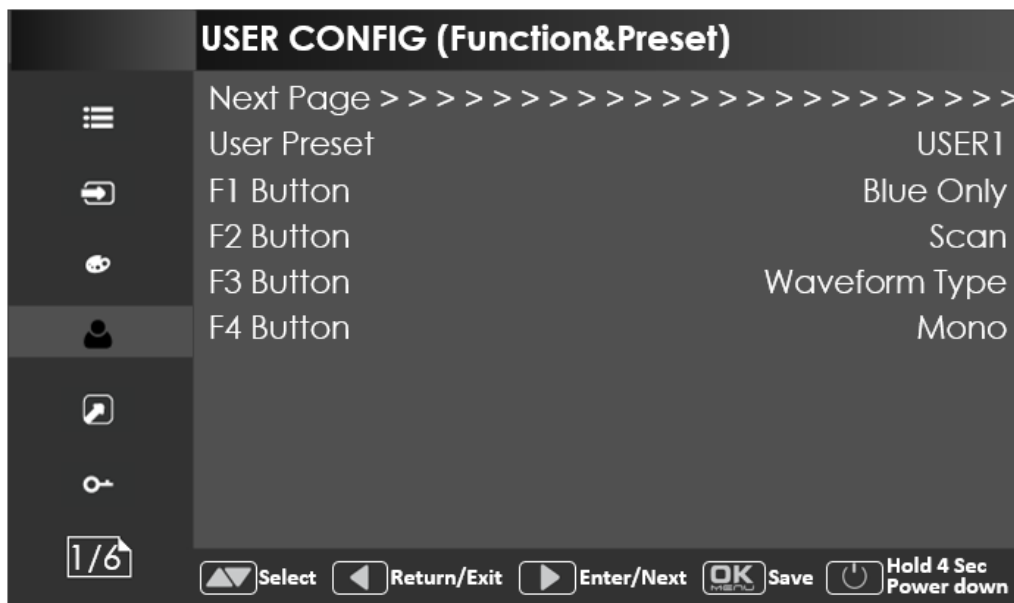 USER CONFIG (Function&Preset)
Next Page > > > > > > > > > > > > > > > > > > > > > > >
User Preset USER1
F1 Button Blue Only
F2 Button Scan
F3 Button Waveform Type
F4 Button Mono
1/6
Select Return/Exit Enter/Next OK MENU Save Hold 4 Sec
Power down